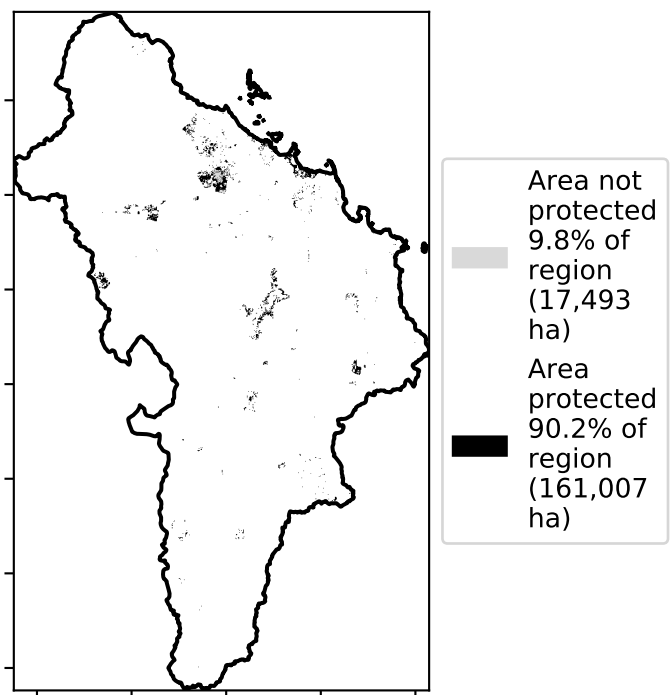 Area not
protected
9.8% of
region
(17,493
ha)
Area
protected
90.2% of
region
(161,007
ha)